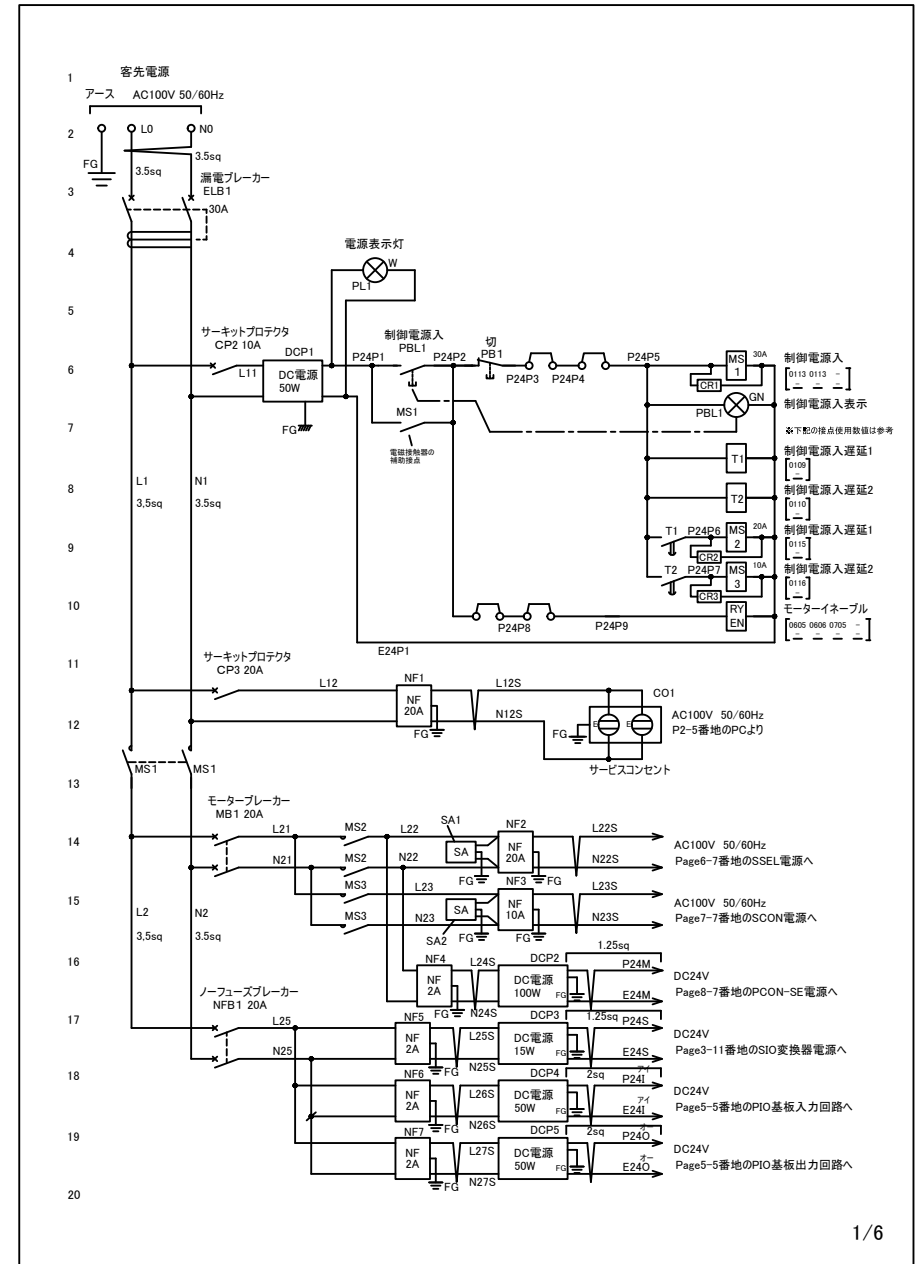 1
客先電源
アース AC100V 50/60Hz
2
L0
N0
FG
3.5sq
3.5sq
3
漏電ブレーカー
ELB1
30A
4
電源表示灯
W
PL1
5
サーキットプロテクタ
CP2 10A
L11
DCP1
DC電源
50W
FG
6
P24P1
制御電源入
PBL1
P24P2
切
PB1
P24P3
P24P4
P24P5
MS
1
30A
CR1
制御電源入
0113 0113 -
- - -
PBL1
GN
制御電源入表示
7
MS1
電磁接触器の
補助接点
※下記の接点使用数値は参考
T1
制御電源入遅延1
0109
-
8
L1
3,5sq
N1
3.5sq
T2
制御電源入遅延2
0110
-
9
T1
P24P6
MS
2
20A
CR2
制御電源入遅延1
0115
-
T2
P24P7
MS
3
10A
CR3
制御電源入遅延2
0116
-
10
P24P8
P24P9
RY
EN
モーターイネーブル
0605 0606 0705 -
- - - -
E24P1
11
サーキットプロテクタ
CP3 20A
L12
NF1
NF
20A
FG
L12S
N12S
12
FG
E
E
CO1
AC100V 50/60Hz
P2-5番地のPCより
サービスコンセント
MS1
MS1
13
モーターブレーカー
MB1 20A
14
L21
N21
MS2
L22
MS2
N22
SA1
SA
FG
NF2
NF
20A
FG
L22S
N22S
AC100V 50/60Hz
Page6-7番地のSSEL電源へ
15
MS3
L23
MS3
N23
SA
SA2
FG
NF3
NF
10A
FG
L23S
N23S
AC100V 50/60Hz
Page7-7番地のSCON電源へ
L2
3,5sq
N2
3.5sq
16
NF4
NF
2A
FG
L24S
N24S
DCP2
DC電源
100W
FG
1.25sq
P24M
E24M
DC24V
Page8-7番地のPCON-SE電源へ
ノーフューズブレーカー
NFB1 20A
17
L25
N25
NF5
NF
2A
FG
L25S
N25S
DCP3
DC電源
15W
FG
1.25sq
P24S
E24S
DC24V
Page3-11番地のSIO変換器電源へ
18
NF6
NF
2A
FG
L26S
N26S
DCP4
DC電源
50W
FG
2sq
アイ
P24I
アイ
E24I
DC24V
Page5-5番地のPIO基板入力回路へ
19
NF7
NF
2A
FG
L27S
N27S
DCP5
DC電源
50W
FG
2sq
オー
P24O
オー
E24O
DC24V
Page5-5番地のPIO基板出力回路へ
20
1/6